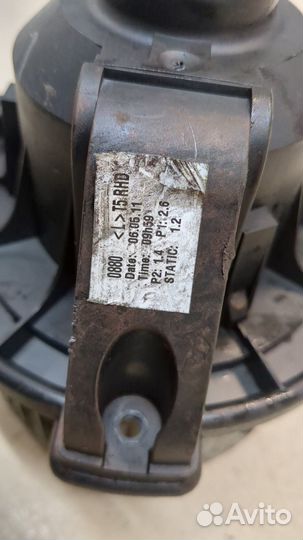 0880 <L>T5 RHD
Date: 06.06.11
Time: 09h59
P2: 1.4 P1: 2.6
STATIC: 1.2
Avito